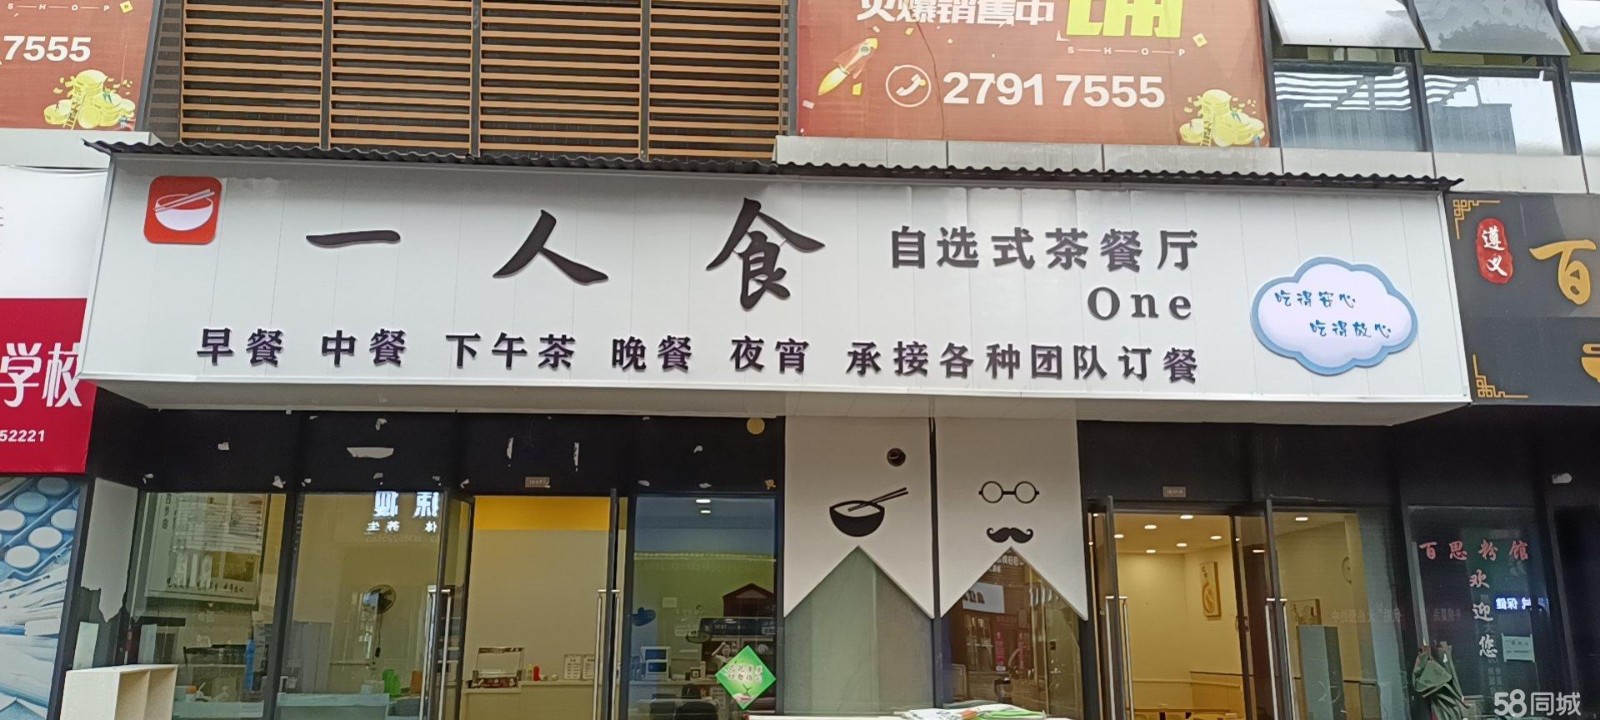 火爆销售中
SHOP
7555
2791 7555
一人食
自选式茶餐厅
One
早餐 中餐 下午茶 晚餐 夜宵 承接各种团队订餐
吃得安心
吃得放心
遵义
百
学校
52221
百思粉馆
欢
迎
您
58同城